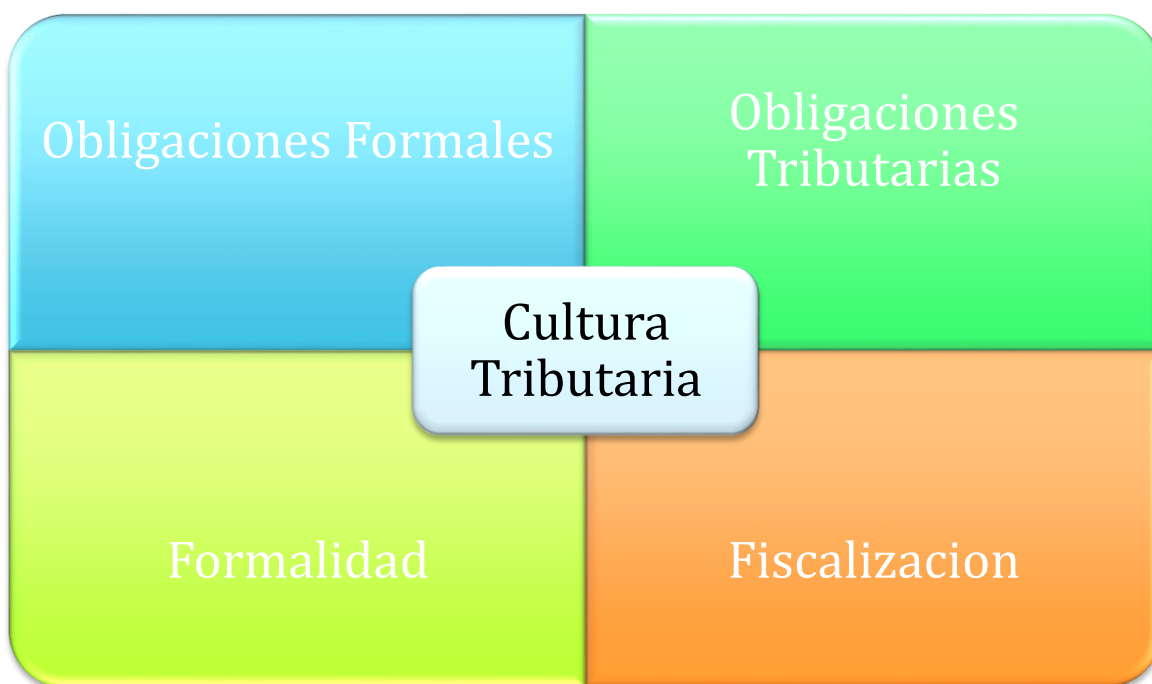 Obligaciones Formales
Obligaciones
Tributarias
Cultura
Tributaria
Formalidad
Fiscalizacion